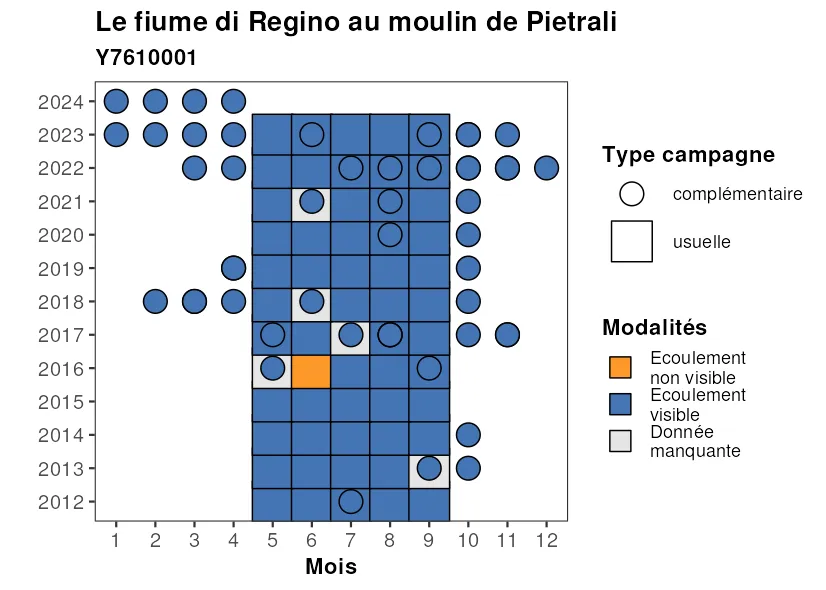 Le fiume di Regino au moulin de Pietrali
Y7610001
2024
2023
2022
2021
2020
2019
2018
2017
2016
2015
2014
2013
2012
1 2 3 4 5 6 7 8 9 10 11 12
Mois
Type campagne
complémentaire
usuelle
Modalités
Ecoulement
non visible
Ecoulement
visible
Donnée
manquante